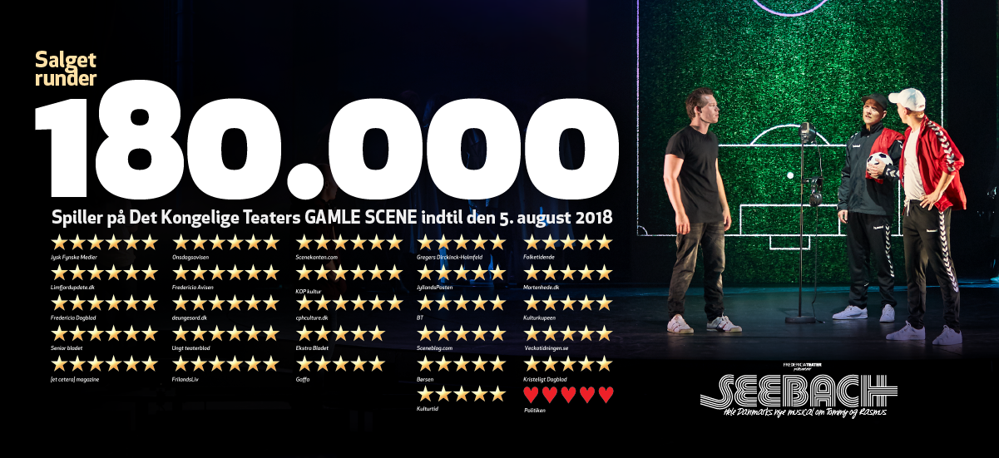 Salget
runder
180.000
Spiller på Det Kongelige Teaters GAMLE SCENE indtil den 5. august 2018
Jysk Fynske Medier
Limfjordupdate.dk
Fredericia Dagblad
Senior bladet
[et cetera] magazine
Onsdagsavisen
Fredericia Avisen
deungesord.dk
Ungt teaterblod
FrilandsLiv
Scenekanten.com
KOP kultur
cphculture.dk
Ekstra Bladet
Gaffa
Gregers Dirckinck-Holmfeld
JyllandsPosten
BT
Sceneblog.com
Børsen
Kulturtid
Folketidende
Mortenhede.dk
Kulturkupeen
Veckotidningen.se
Kristeligt Dagblad
Politiken
FREDERICIATEATER
præsenterer
SEEBACH
Hele Danmarks nye musical om Tommy og Rasmus
hummel